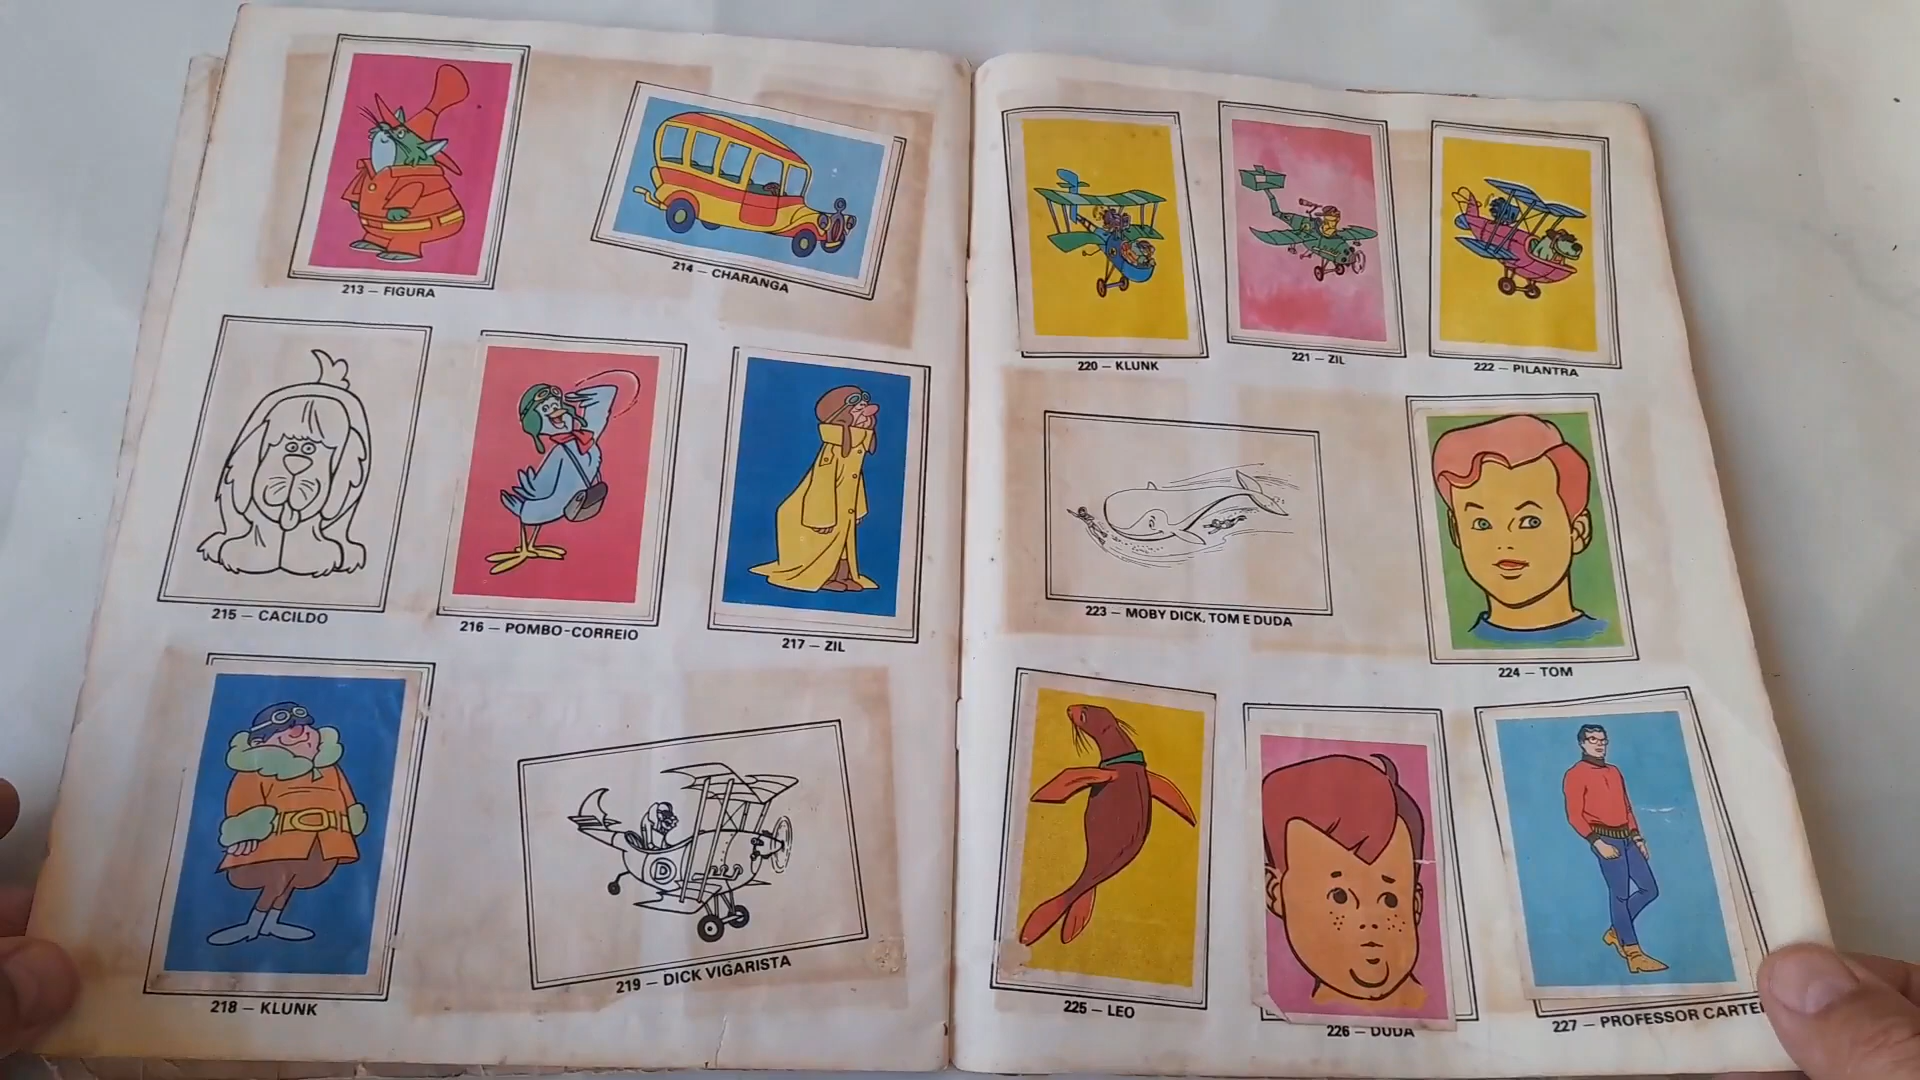 213 — FIGURA
214 — CHARANGA
215 — CACILDO
216 — POMBO-CORREIO
217 — ZIL
218 — KLUNK
D
219 — DICK VIGARISTA
220 — KLUNK
221 — ZIL
222 — PILANTRA
223 — MOBY DICK, TOM E DUDA
224 — TOM
225 — LEO
226 — DUDA
227 — PROFESSOR